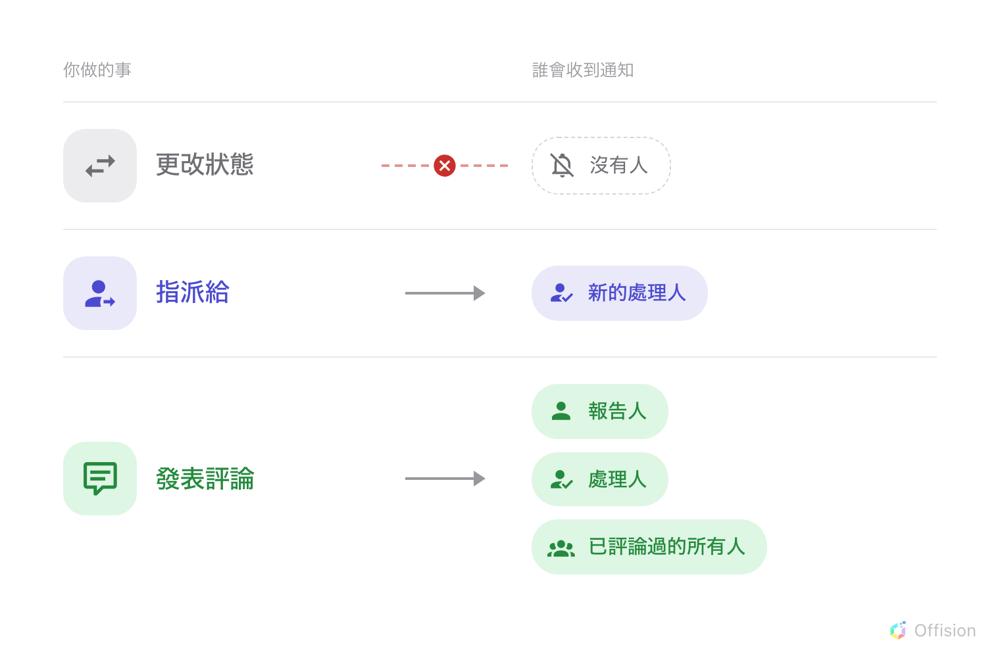 你做的事
誰會收到通知
更改狀態
沒有人
指派給
新的處理人
發表評論
報告人
處理人
已評論過的所有人
Offision